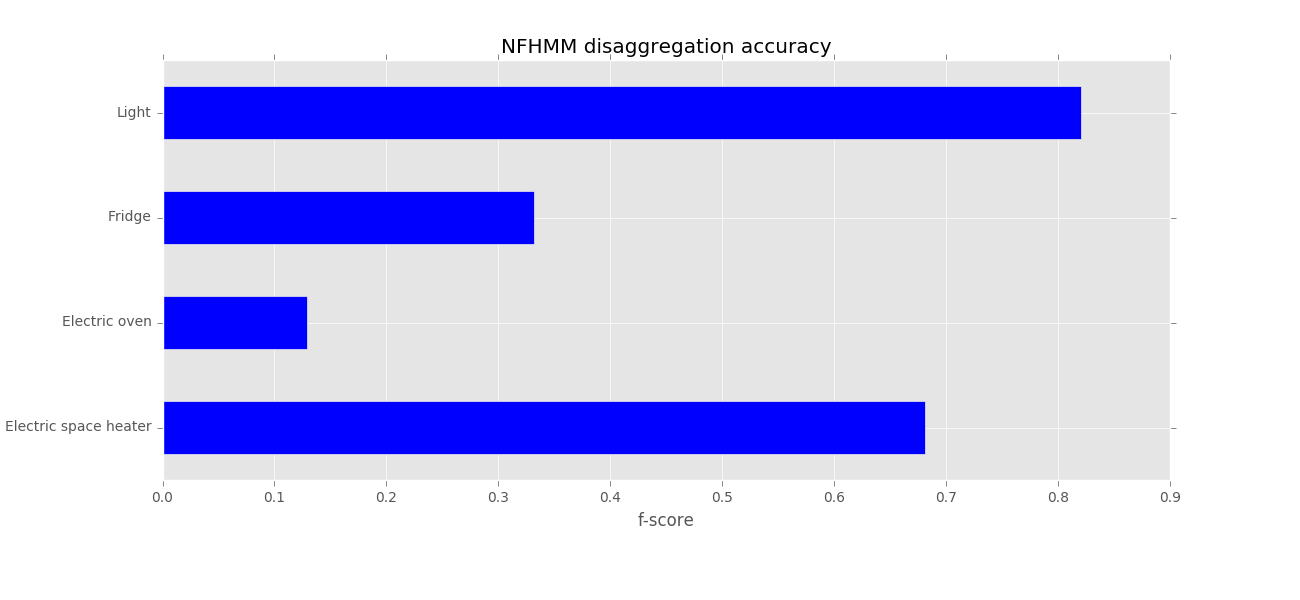 NFHMM disaggregation accuracy
Light
Fridge
Electric oven
Electric space heater
0.0 0.1 0.2 0.3 0.4 0.5 0.6 0.7 0.8 0.9
f-score